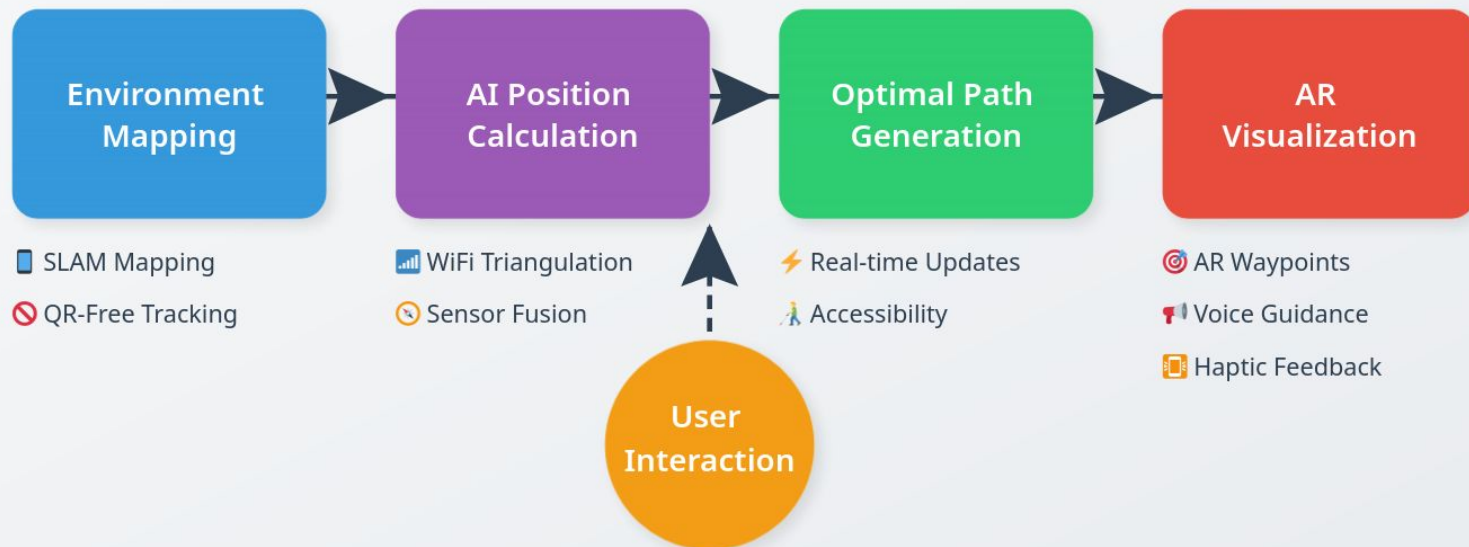 Environment
Mapping
AI Position
Calculation
Optimal Path
Generation
AR
Visualization
SLAM Mapping
QR-Free Tracking
WiFi Triangulation
Sensor Fusion
Real-time Updates
Accessibility
AR Waypoints
Voice Guidance
Haptic Feedback
User
Interaction